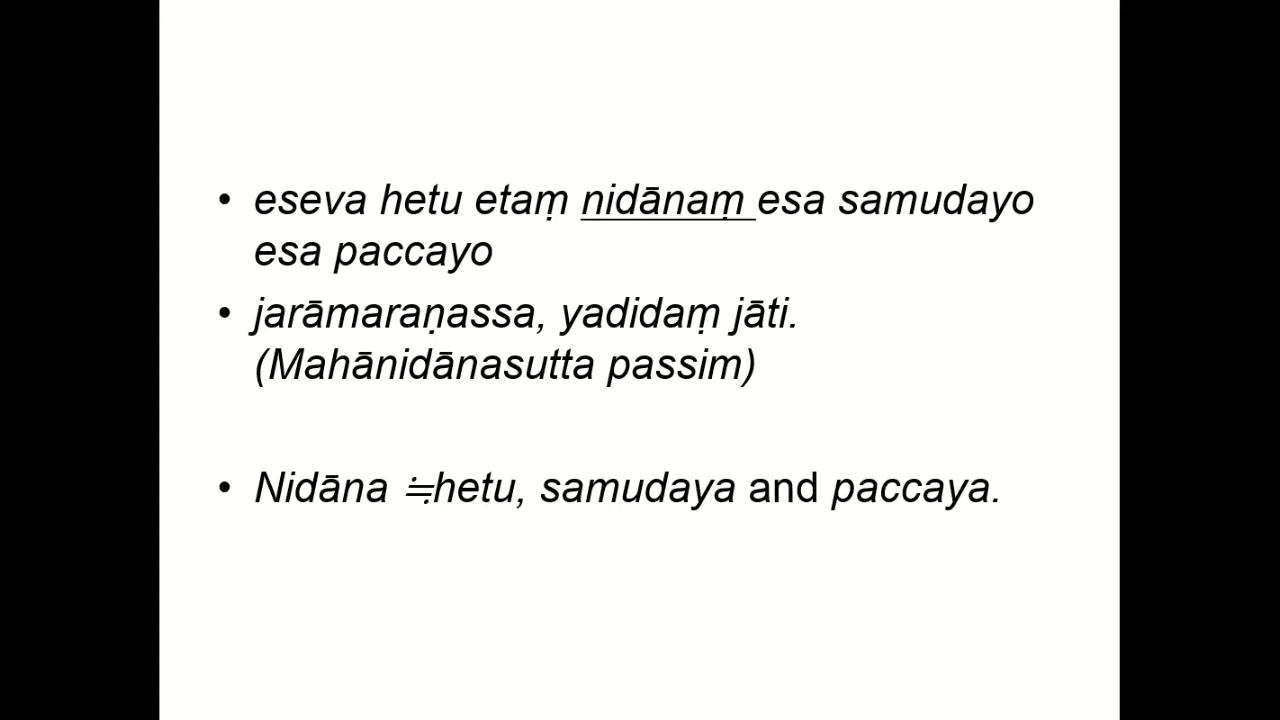 • eseva hetu etaṃ nidānaṃ esa samudayo
esa paccayo
• jarāmaraṇassa, yadidaṃ jāti.
(Mahānidānasutta passim)
• Nidāna ≒hetu, samudaya and paccaya.